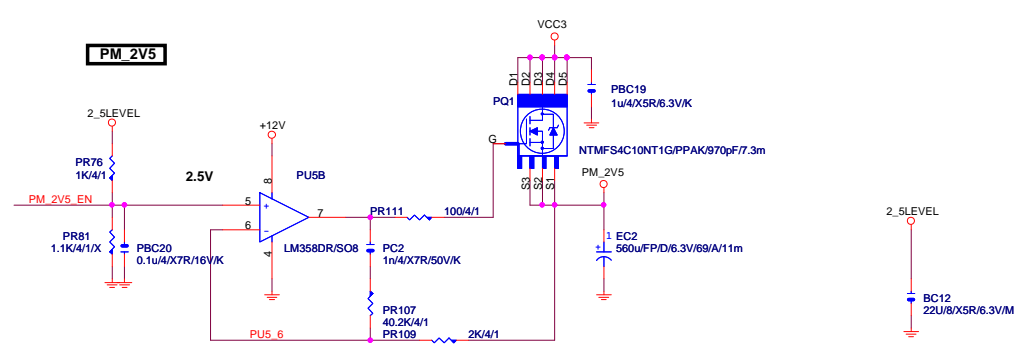 PM_2V5
2_5LEVEL
PR76
1K/4/1
PM_2V5_EN
2.5V
PR81
1.1K/4/1/X
PBC20
0.1u/4/X7R/16V/K
+12V
PU5B
8
5
+
6
-
7
4
LM358DR/SO8
PR111
100/4/1
PC2
1n/4/X7R/50V/K
PR107
40.2K/4/1
PR109
2K/4/1
PU5_6
VCC3
D1
D2
D3
D4
D5
PQ1
G
S3
S2
S1
PBC19
1u/4/X5R/6.3V/K
NTMFS4C10NT1G/PPAK/970pF/7.3m
PM_2V5
1
+
EC2
560u/FP/D/6.3V/69/A/11m
2_5LEVEL
BC12
22U/8/X5R/6.3V/M